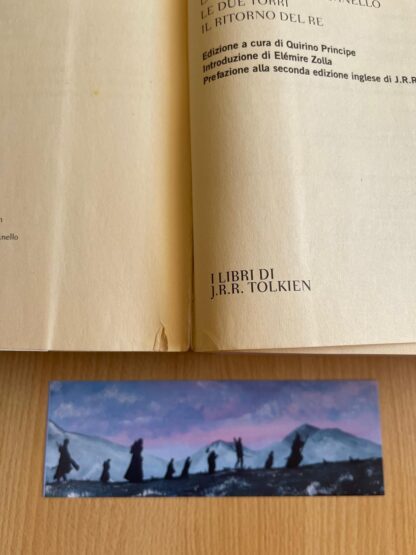 LE DUE TORRI
IL RITORNO DEL RE
Edizione a cura di Quirino Principe
Introduzione di Elémire Zolla
Prefazione alla seconda edizione inglese di J.R.R
I LIBRI DI
J.R.R. TOLKIEN